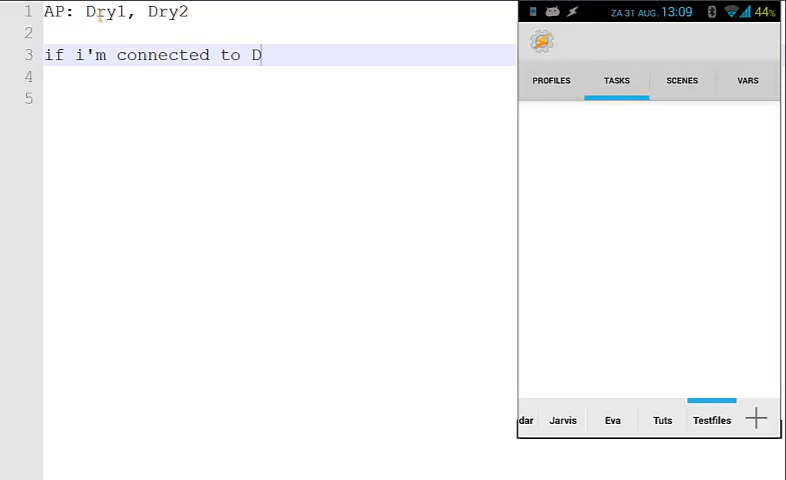 1 AP: Dry1, Dry2
2
3 if i'm connected to D
4
5
ZA 31 AUG. 13:09 44%
PROFILES TASKS SCENES VARS
dar Jarvis Eva Tuts Testfiles